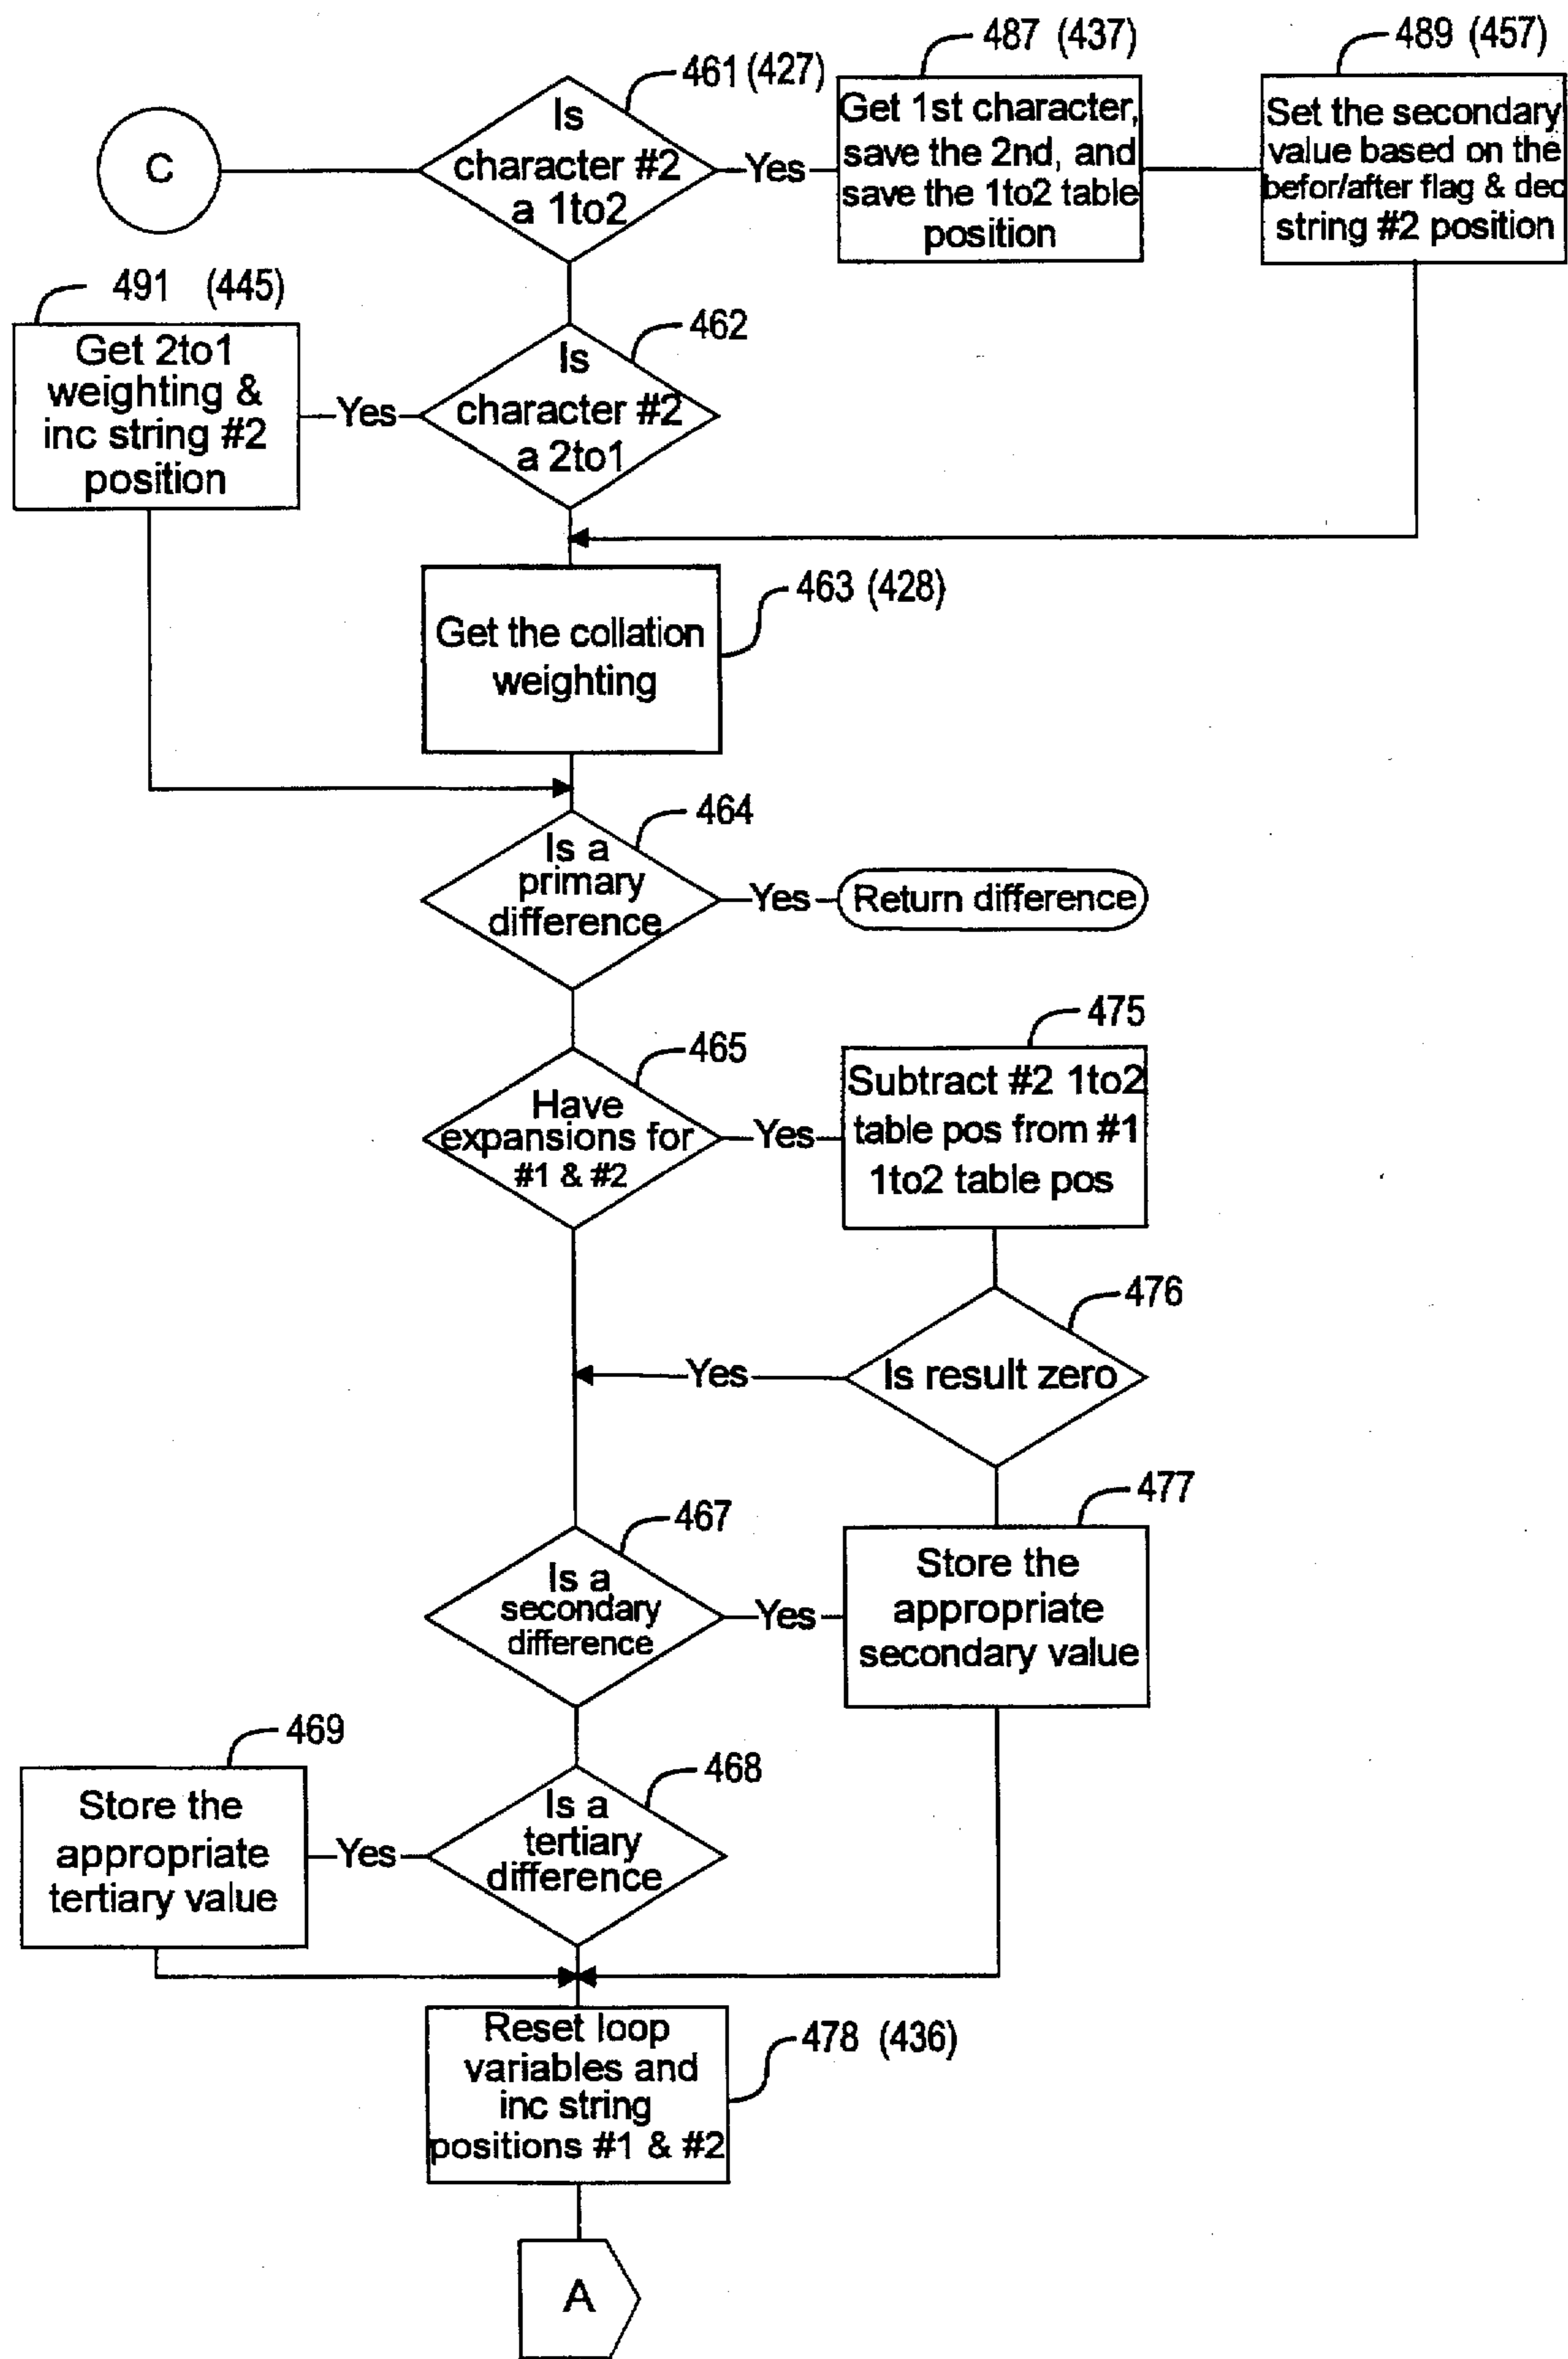 C
461 (427)
Is
character #2
a 1to2
Yes
487 (437)
Get 1st character,
save the 2nd, and
save the 1to2 table
position
489 (457)
Set the secondary
value based on the
befor/after flag & dec
string #2 position
491 (445)
Get 2to1
weighting &
inc string #2
position
Yes
462
Is
character #2
a 2to1
463 (428)
Get the collation
weighting
464
Is a
primary
difference
Yes
Return difference
465
Have
expansions for
#1 & #2
Yes
475
Subtract #2 1to2
table pos from #1
1to2 table pos
476
Is result zero
Yes
467
Is a
secondary
difference
Yes
477
Store the
appropriate
secondary value
469
Store the
appropriate
tertiary value
Yes
468
Is a
tertiary
difference
478 (436)
Reset loop
variables and
inc string
positions #1 & #2
A